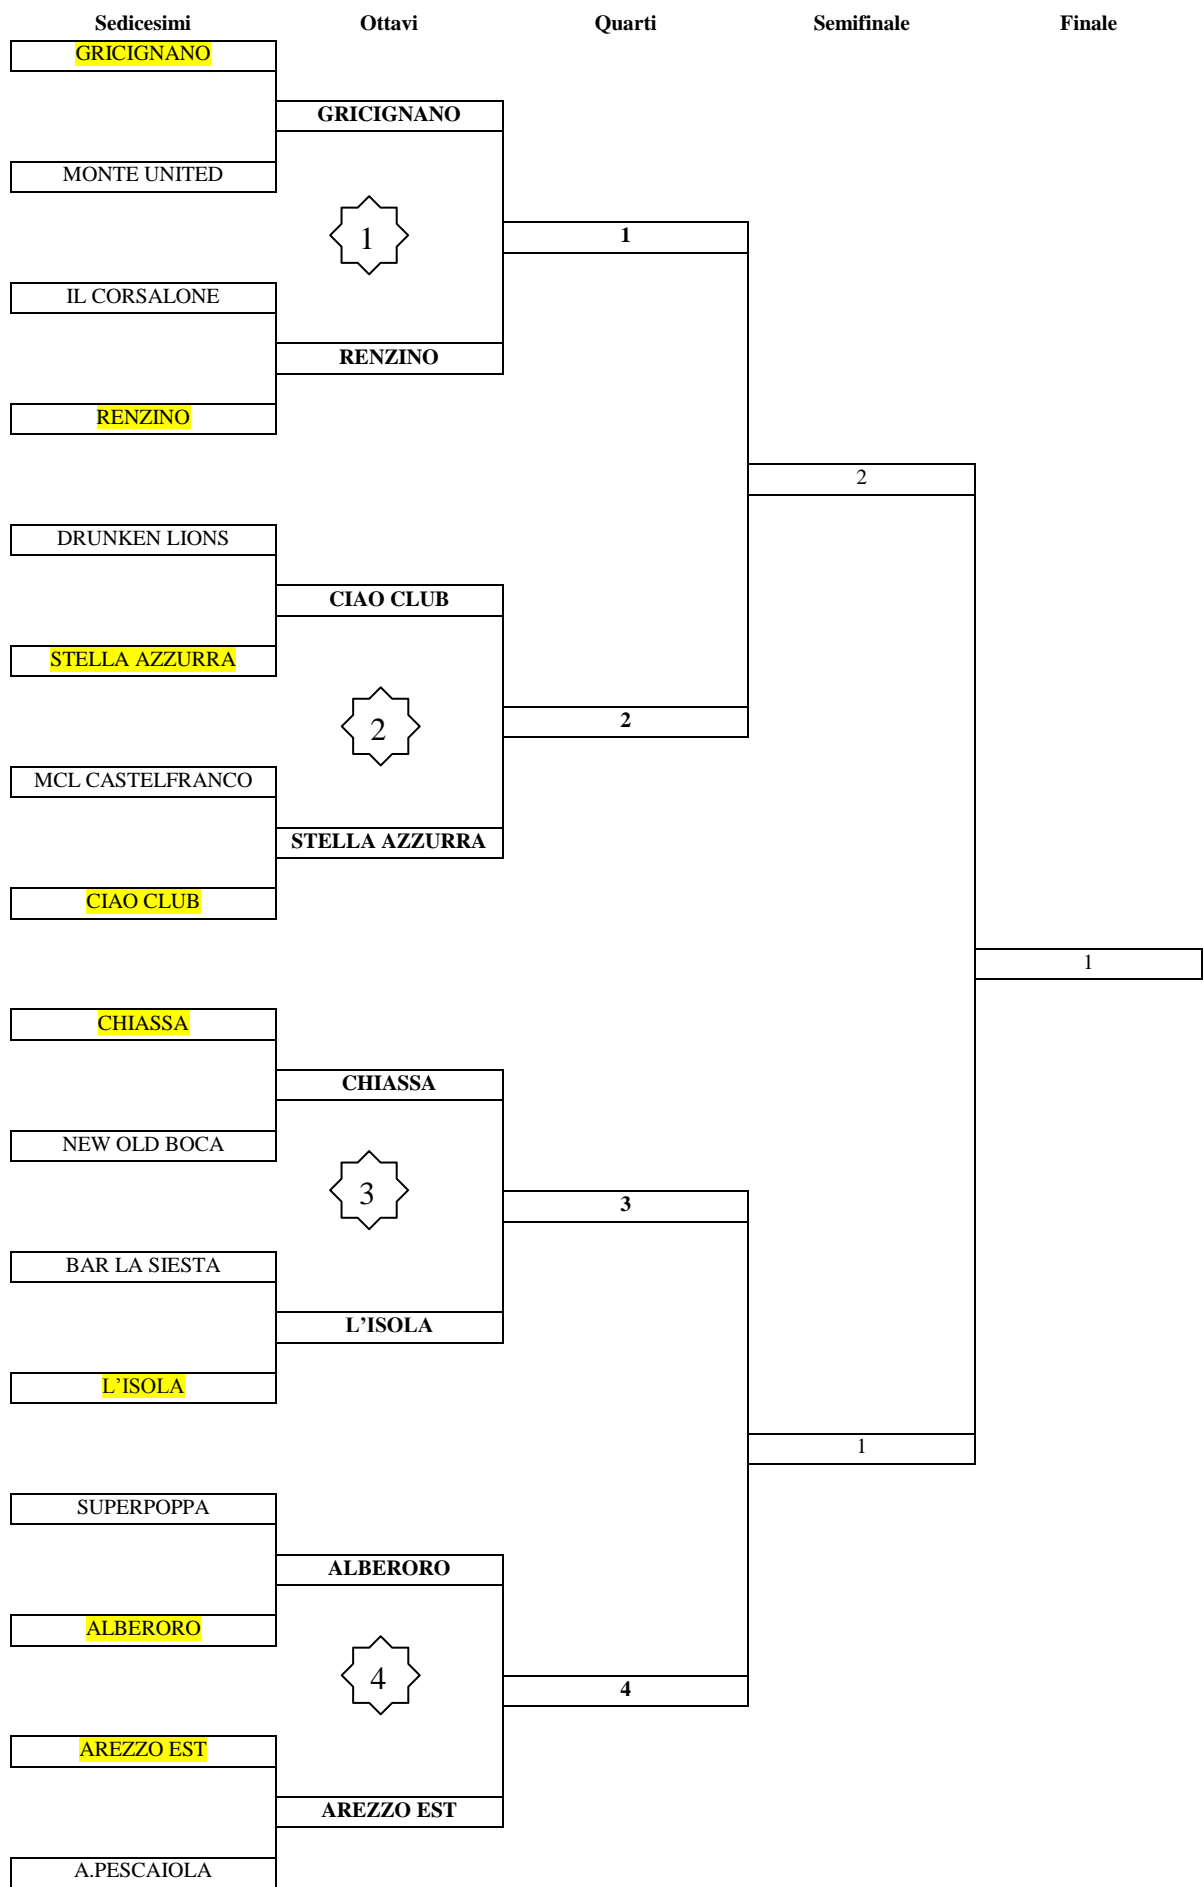 Sedicesimi Ottavi Quarti Semifinale Finale
GRICIGNANO
GRICIGNANO
MONTE UNITED
1
1
IL CORSALONE
RENZINO
RENZINO
2
DRUNKEN LIONS
CIAO CLUB
STELLA AZZURRA
2
2
MCL CASTELFRANCO
STELLA AZZURRA
CIAO CLUB
1
CHIASSA
CHIASSA
NEW OLD BOCA
3
3
BAR LA SIESTA
L'ISOLA
L'ISOLA
1
SUPERPOPPA
ALBERORO
ALBERORO
4
4
AREZZO EST
AREZZO EST
A.PESCAIOLA